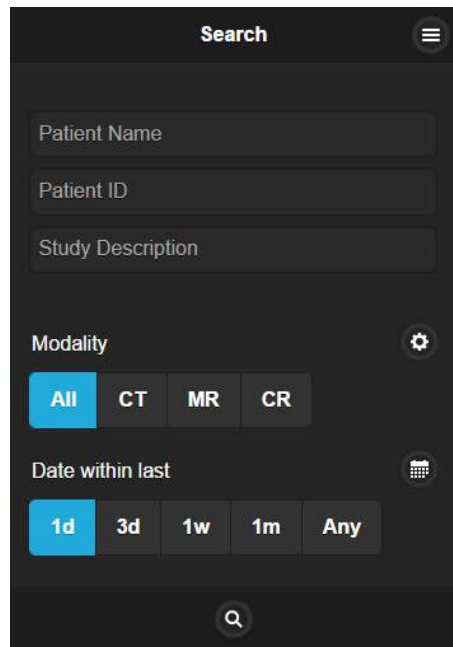 Search
Patient Name
Patient ID
Study Description
Modality
All CT MR CR
Date within last
1d 3d 1w 1m Any